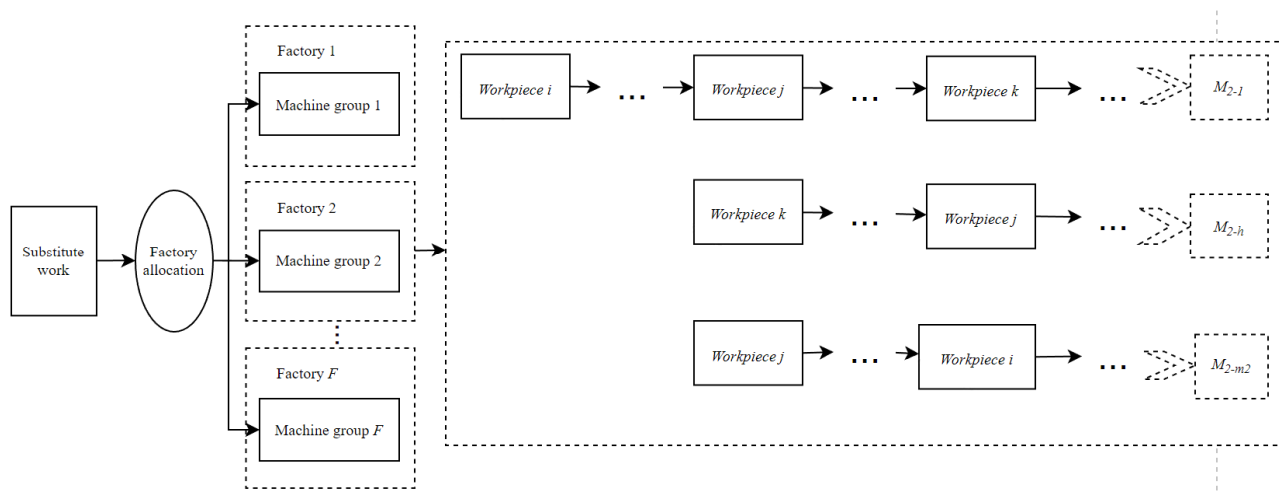 Substitute
work
Factory
allocation
Factory 1
Machine group 1
Factory 2
Machine group 2
Factory F
Machine group F
Workpiece i
...
Workpiece j
...
Workpiece k
...
M2-1
Workpiece k
...
Workpiece j
...
M2-h
Workpiece j
...
Workpiece i
...
M2-m2